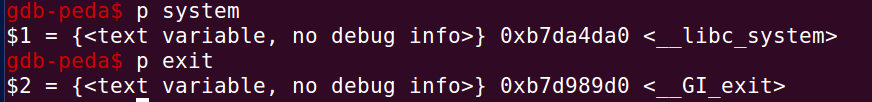 gdb-peda$ p system
$1 = {<text variable, no debug info>} 0xb7da4da0 <__libc_system>
gdb-peda$ p exit
$2 = {<text variable, no debug info>} 0xb7d989d0 <__GI_exit>